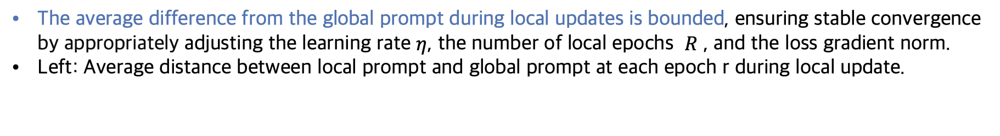 • The average difference from the global prompt during local updates is bounded, ensuring stable convergence
by appropriately adjusting the learning rate η, the number of local epochs R , and the loss gradient norm.
• Left: Average distance between local prompt and global prompt at each epoch r during local update.